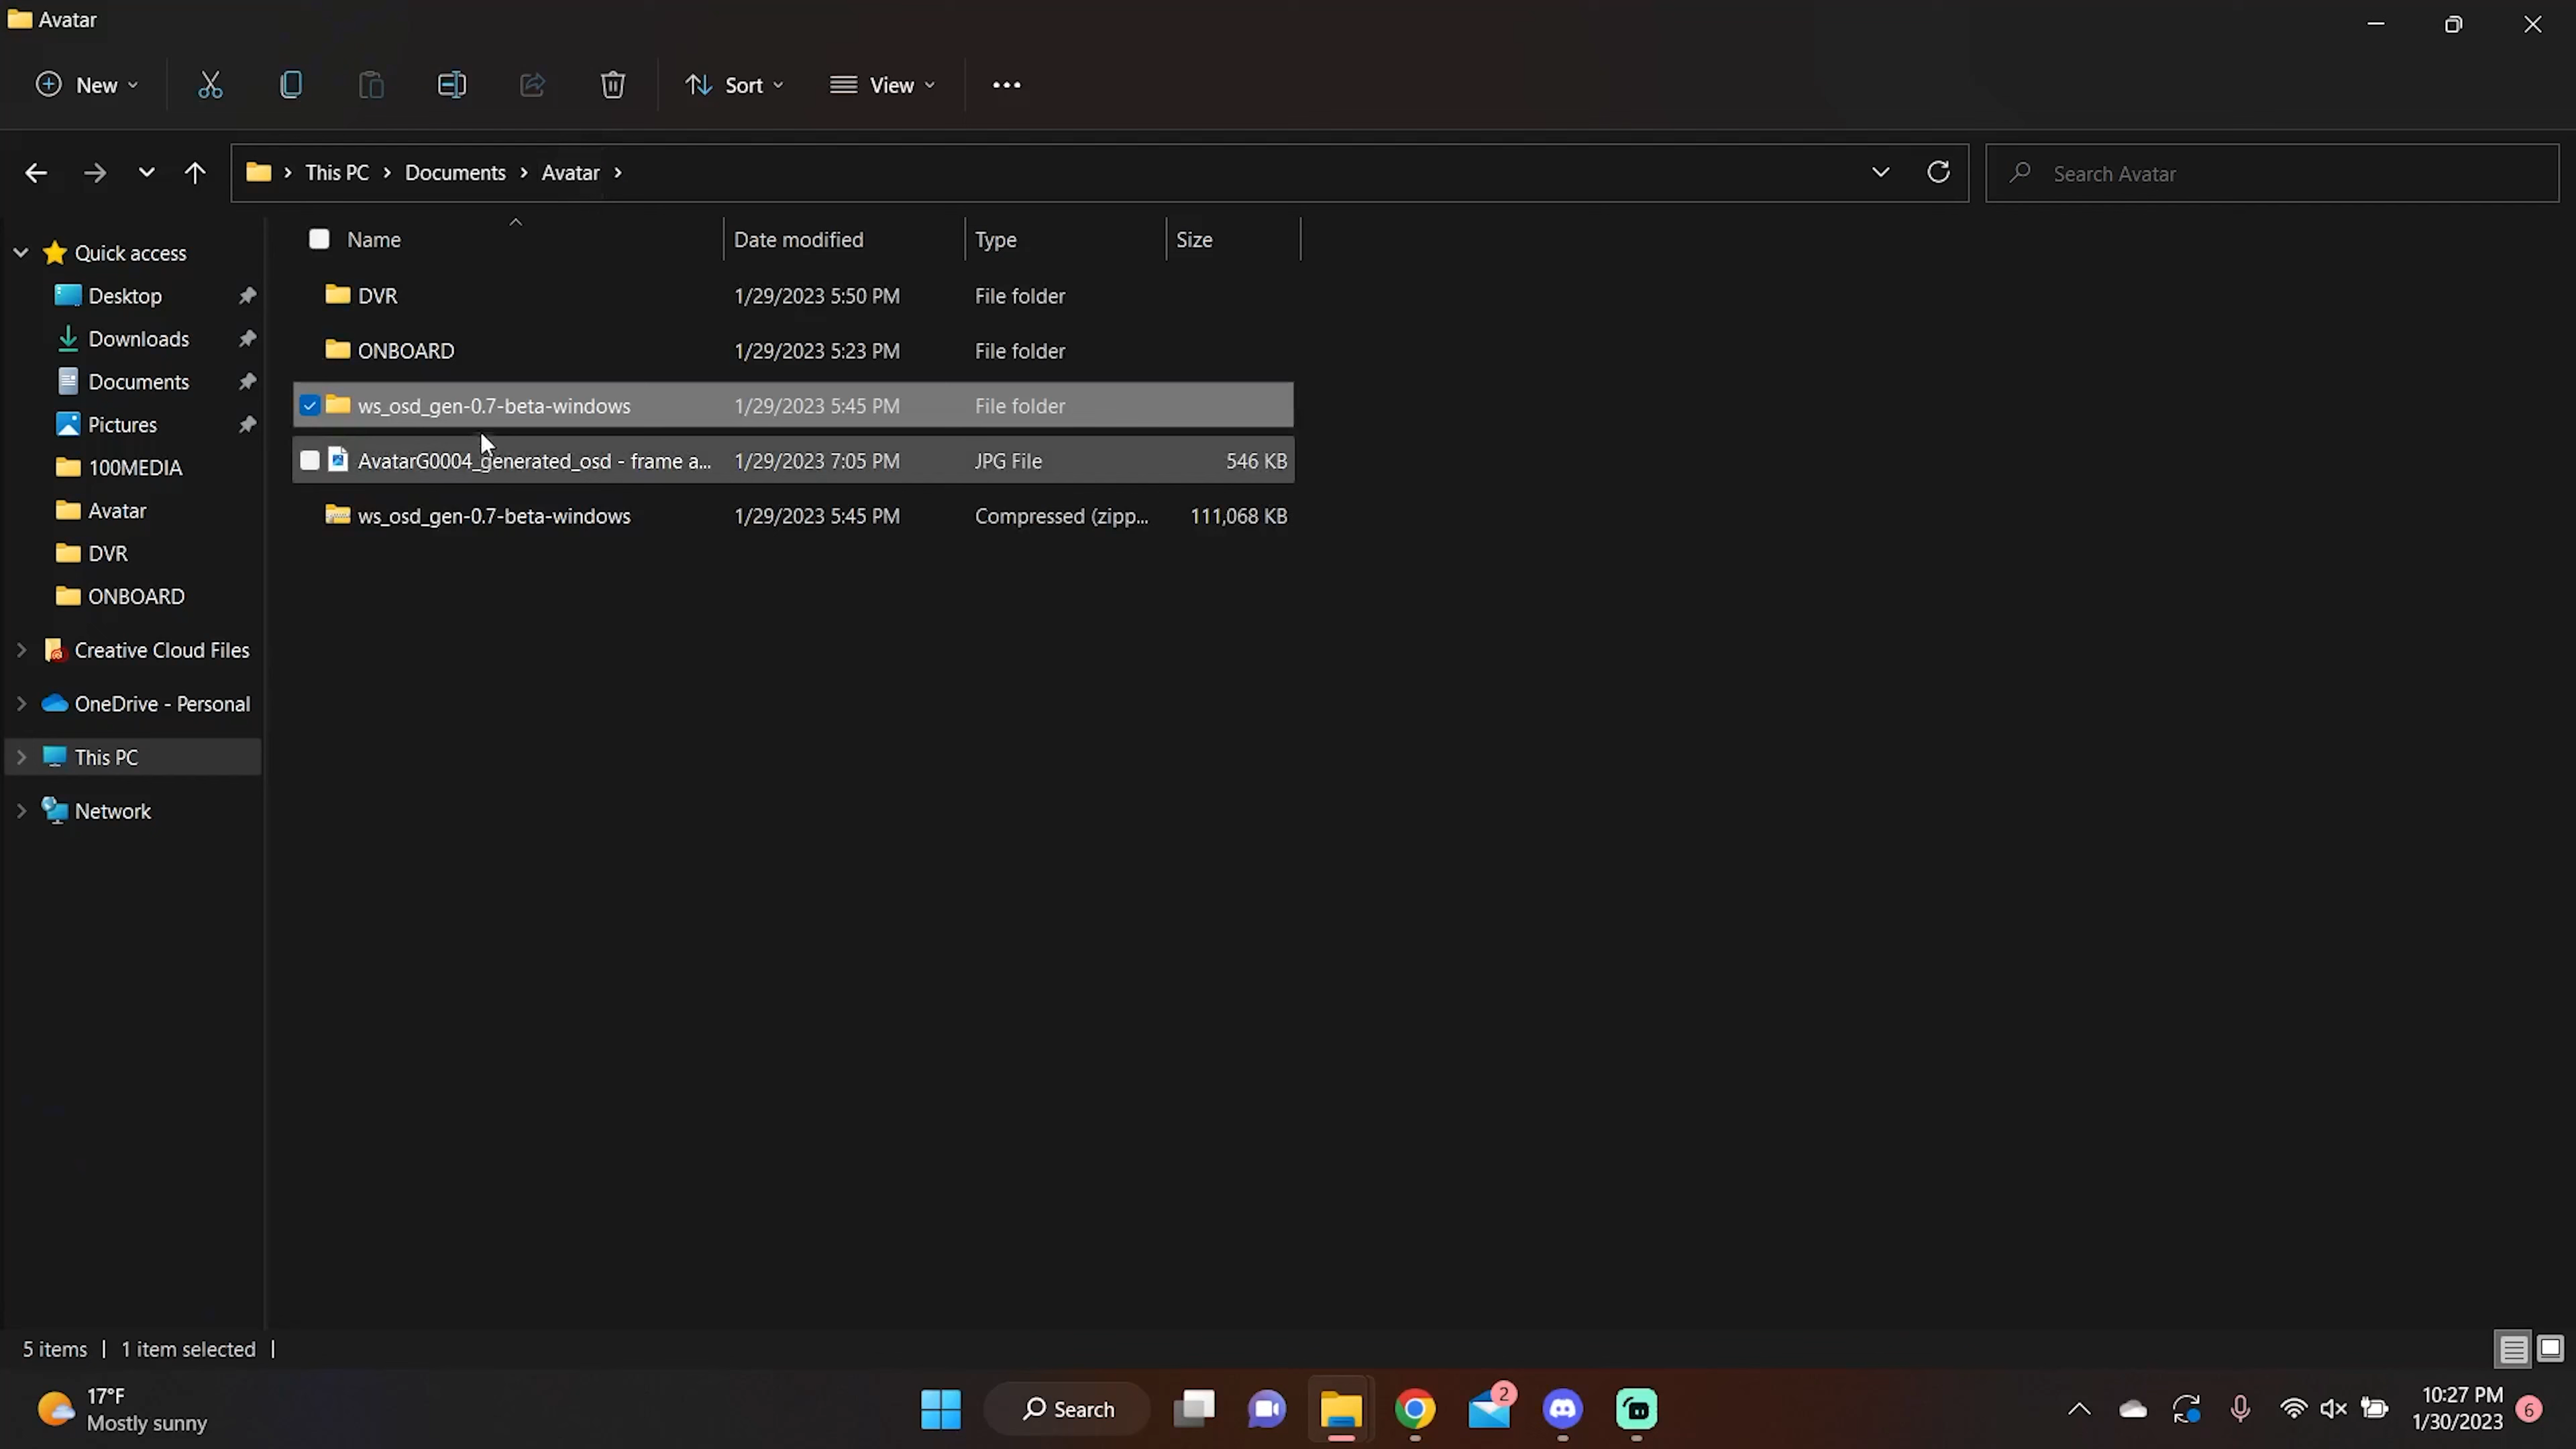 Avatar
New
Sort
View
This PC
Documents
Avatar
Search Avatar
Name
Date modified
Type
Size
Quick access
Desktop
Downloads
Documents
Pictures
100MEDIA
Avatar
DVR
ONBOARD
Creative Cloud Files
OneDrive - Personal
This PC
Network
DVR 1/29/2023 5:50 PM File folder
ONBOARD 1/29/2023 5:23 PM File folder
ws_osd_gen-0.7-beta-windows 1/29/2023 5:45 PM File folder
AvatarG0004_generated_osd - frame a... 1/29/2023 7:05 PM JPG File 546 KB
ws_osd_gen-0.7-beta-windows 1/29/2023 5:45 PM Compressed (zipp... 111,068 KB
5 items | 1 item selected |
17°F
Mostly sunny
Search
2
10:27 PM
1/30/2023
6